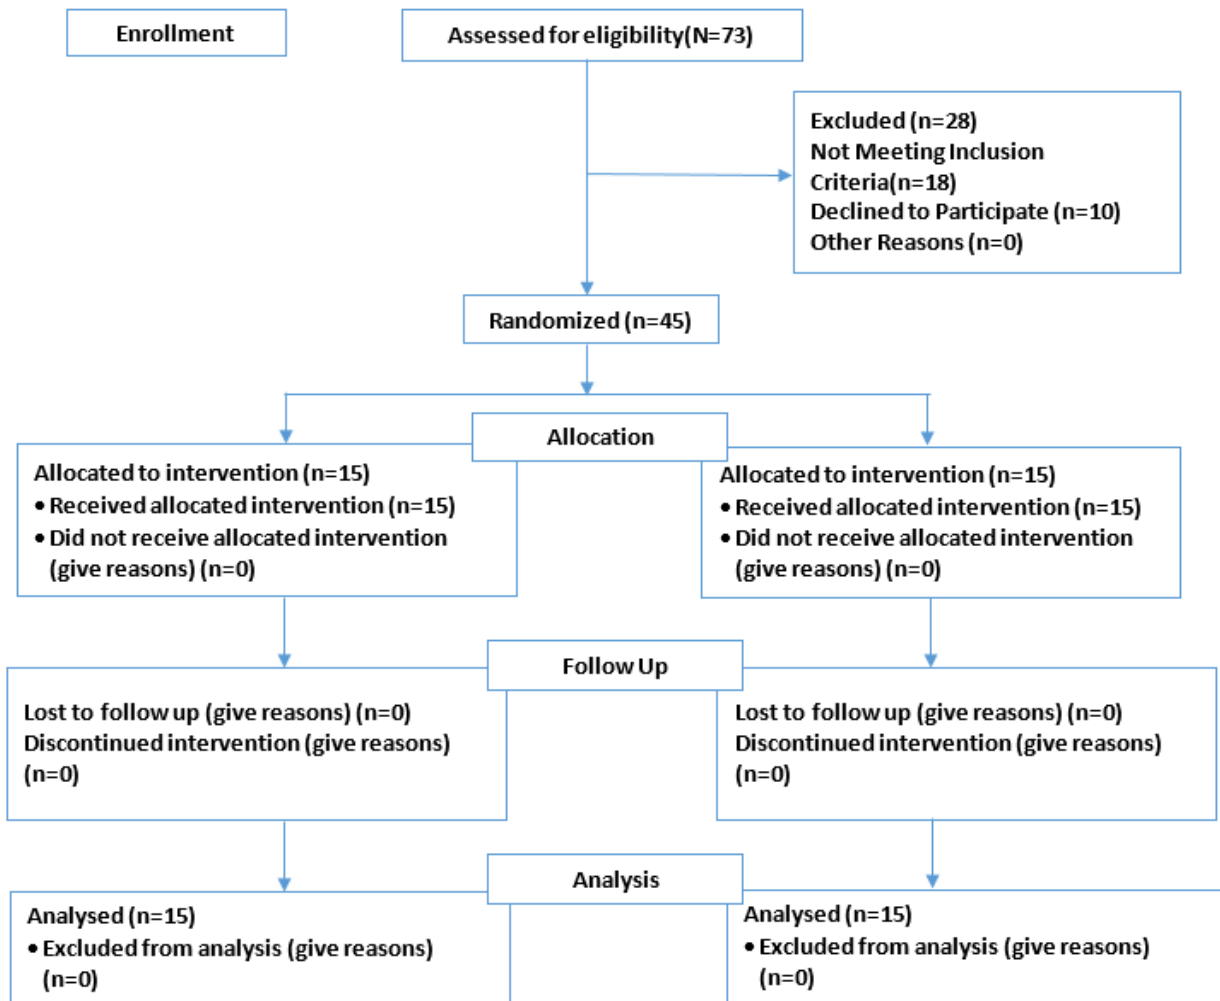 Enrollment
Assessed for eligibility(N=73)
Excluded (n=28)
Not Meeting Inclusion
Criteria(n=18)
Declined to Participate (n=10)
Other Reasons (n=0)
Randomized (n=45)
Allocation
Allocated to intervention (n=15)
• Received allocated intervention (n=15)
• Did not receive allocated intervention
(give reasons) (n=0)
Allocated to intervention (n=15)
• Received allocated intervention (n=15)
• Did not receive allocated intervention
(give reasons) (n=0)
Follow Up
Lost to follow up (give reasons) (n=0)
Discontinued intervention (give reasons)
(n=0)
Lost to follow up (give reasons) (n=0)
Discontinued intervention (give reasons)
(n=0)
Analysis
Analysed (n=15)
• Excluded from analysis (give reasons)
(n=0)
Analysed (n=15)
• Excluded from analysis (give reasons)
(n=0)